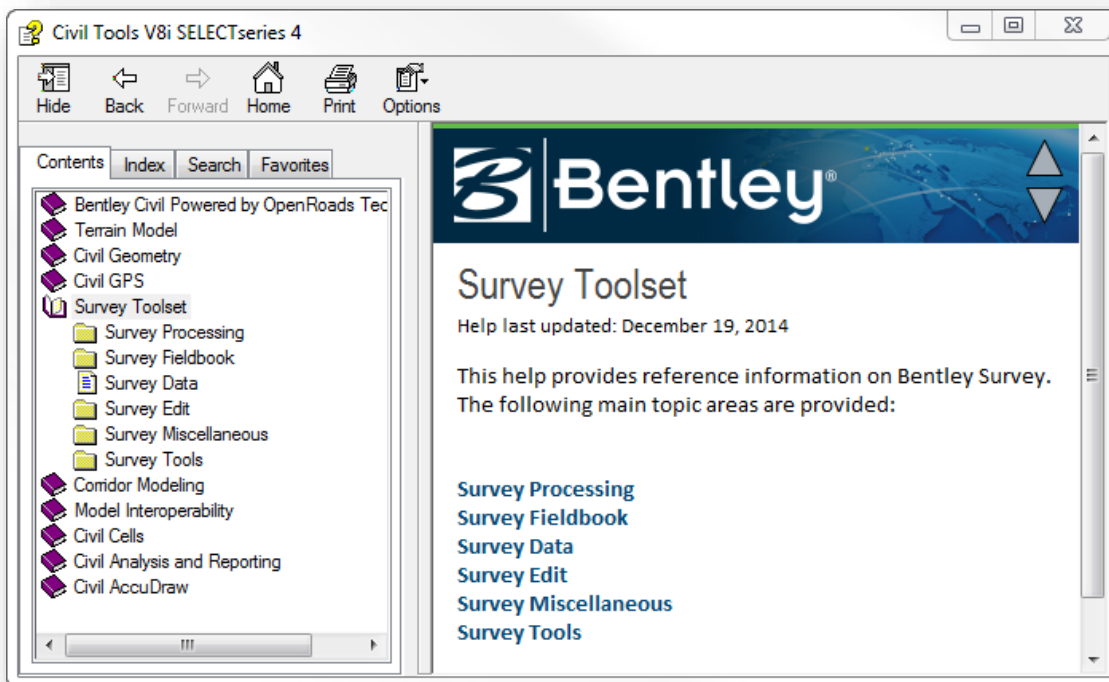 Civil Tools V8i SELECTseries 4
Hide Back Forward Home Print Options
Contents Index Search Favorites
Bentley Civil Powered by OpenRoads Tec
Terrain Model
Civil Geometry
Civil GPS
Survey Toolset
Survey Processing
Survey Fieldbook
Survey Data
Survey Edit
Survey Miscellaneous
Survey Tools
Corridor Modeling
Model Interoperability
Civil Cells
Civil Analysis and Reporting
Civil AccuDraw
B Bentley®
Survey Toolset
Help last updated: December 19, 2014
This help provides reference information on Bentley Survey.
The following main topic areas are provided:
Survey Processing
Survey Fieldbook
Survey Data
Survey Edit
Survey Miscellaneous
Survey Tools